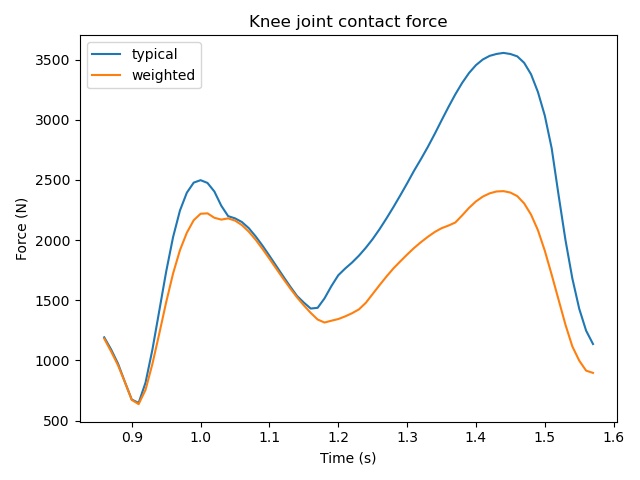 Knee joint contact force
typical
weighted
3500
3000
2500
2000
1500
1000
500
Force (N)
0.9 1.0 1.1 1.2 1.3 1.4 1.5 1.6
Time (s)